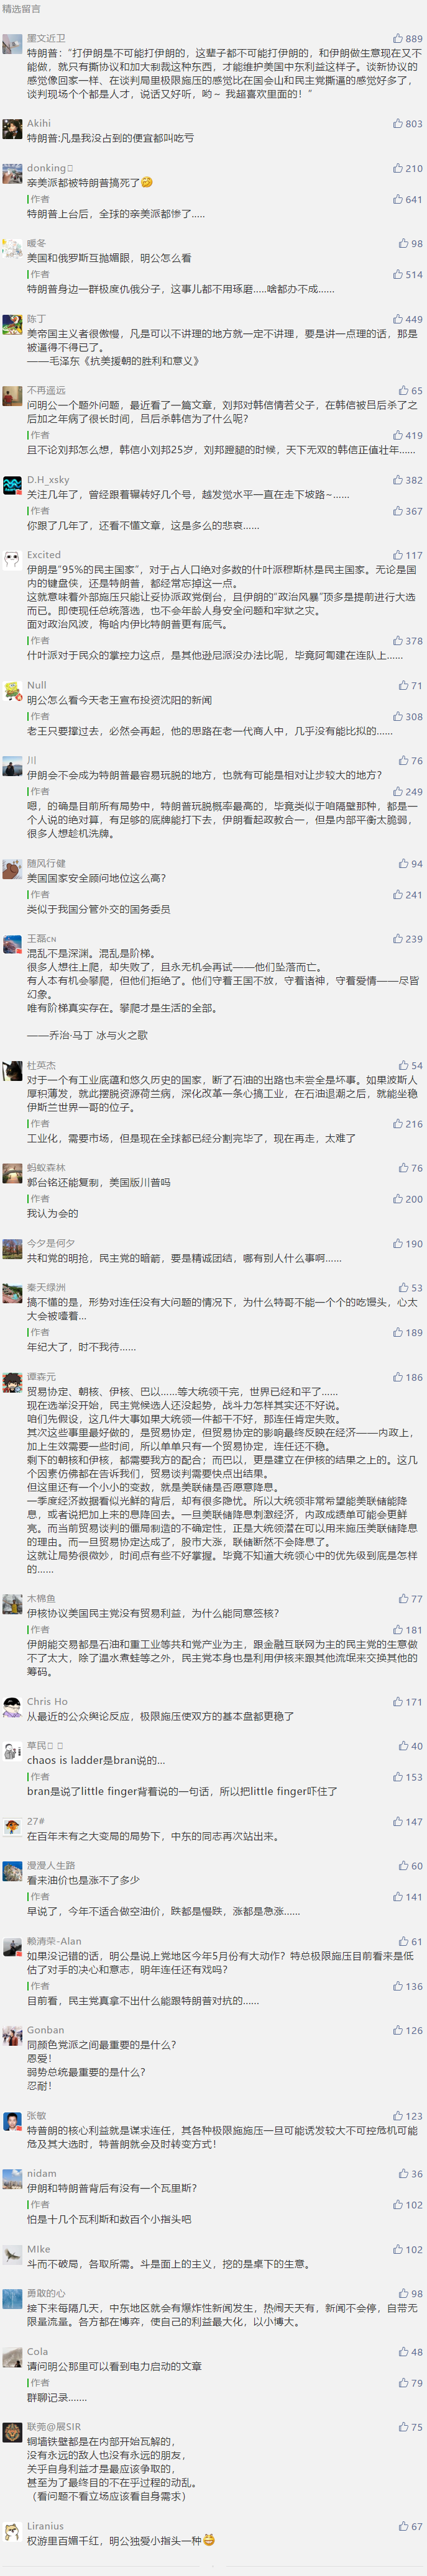 精选留言
墨文近卫
889
特朗普：“打伊朗是不可能打伊朗的，这辈子都不可能打伊朗的，和伊朗做生意现在又不
能做，就只有撕协议和加大制裁这种东西，才能维护美国中东利益这样子。谈新协议的
感觉像回家一样、在谈判局里极限施压的感觉比在国会山和民主党撕逼的感觉好多了，
谈判现场个个都是人才，说话又好听，哟～ 我超喜欢里面的！”
Akihi
803
特朗普:凡是我没占到的便宜都叫吃亏
donking
210
亲美派都被特朗普搞死了🤣
作者
641
特朗普上台后，全球的亲美派都惨了.....
暖冬
98
美国和俄罗斯互抛媚眼，明公怎么看
作者
514
特朗普身边一群极度仇俄分子，这事儿都不用琢磨.....啥都办不成......
陈丁
449
美帝国主义者很傲慢，凡是可以不讲理的地方就一定不讲理，要是讲一点理的话，那是
被逼得不得已了。
——毛泽东《抗美援朝的胜利和意义》
不再遥远
65
问明公一个题外问题，最近看了一篇文章，刘邦对韩信情若父子，在韩信被吕后杀了之
后加之年病了很长时间，吕后杀韩信为了什么呢？
作者
419
且不论刘邦怎么想，韩信小刘邦25岁，刘邦蹬腿的时候，天下无双的韩信正值壮年......
D.H_xsky
382
关注几年了，曾经跟着辗转好几个号，越发觉水平一直在走下坡路~......
作者
367
你跟了几年了，还看不懂文章，这是多么的悲哀......
Excited
117
伊朗是“95%的民主国家”，对于占人口绝对多数的什叶派穆斯林是民主国家。无论是国
内的键盘侠，还是特朗普，都经常忘掉这一点。
这就意味着外部施压只能让妥协派政党倒台，且伊朗的“政治风暴”顶多是提前进行大选
而已。即使现任总统落选，也不会年龄人身安全问题和牢狱之灾。
面对政治风波，梅哈内伊比特朗普更有底气。
作者
378
什叶派对于民众的掌控力这点，是其他逊尼派没办法比呢，毕竟阿亀建在连队上......
Null
71
明公怎么看今天老王宣布投资沈阳的新闻
作者
308
老王只要撑过去，必然会再起，他的思路在老一代商人中，几乎没有能比拟的......
川
76
伊朗会不会成为特朗普最容易玩脱的地方，也就有可能是相对让步较大的地方？
作者
249
嗯，的确是目前所有局势中，特朗普玩脱概率最高的，毕竟类似于咱隔壁那种，都是一
个人说的绝对算，有足够的底牌能打下去，伊朗看起政教合一，但是内部平衡太脆弱，
很多人想趁机洗牌。
随风行健
94
美国国家安全顾问地位这么高?
作者
241
类似于我国分管外交的国务委员
王磊CN
239
混乱不是深渊。混乱是阶梯。
很多人想往上爬，却失败了，且永无机会再试——他们坠落而亡。
有人本有机会攀爬，但他们拒绝了。他们守着王国不放，守着诸神，守着爱情——尽皆
幻象。
唯有阶梯真实存在。攀爬才是生活的全部。
——乔治·马丁 冰与火之歌
杜英杰
54
对于一个有工业底蕴和悠久历史的国家，断了石油的出路也未尝全是坏事。如果波斯人
厚积薄发，就此摆脱资源荷兰病，深化改革一条心搞工业，在石油退潮之后，就能坐稳
伊斯兰世界一哥的位子。
作者
216
工业化，需要市场，但是现在全球都已经分割完毕了，现在再走，太难了
蚂蚁森林
76
郭台铭还能复制，美国版川普吗
作者
200
我认为会的
今夕是何夕
190
共和党的明抢，民主党的暗箭，要是精诚团结，哪有别人什么事啊......
秦天绿洲
53
搞不懂的是，形势对连任没有大问题的情况下，为什么特哥不能一个个的吃馒头，心太
大会被噎着...
作者
189
年纪大了，时不我待......
谭森元
186
贸易协定、朝核、伊核、巴以......等大统领干完，世界已经和平了......
现在选举没开始，民主党候选人还没起势，战斗力怎样其实还不好说。
咱们先假设，这几件大事如果大统领一件都干不好，那连任肯定失败。
其次这些事里最好做的，是贸易协定，但贸易协定的影响最终反映在经济——内政上，
加上生效需要一些时间，所以单单只有一个贸易协定，连任还不稳。
剩下的朝核和伊核，都需要我方的配合；而巴以，更是建立在伊核的结果之上的。这几
个因素仿佛都在告诉我们，贸易谈判需要快点出结果。
但这里还有一个小小的变数，就是美联储是否愿意降息。
一季度经济数据看似光鲜的背后，却有很多隐忧。所以大统领非常希望能美联储能降
息，或者说把加上来的息降回去。一旦美联储降息刺激经济，内政成绩单可能会更鲜
亮。而当前贸易谈判的僵局制造的不确定性，正是大统领潜在可以用来施压美联储降息
的理由。而一旦贸易协定达成了，股市大涨，联储断然不会降息了。
这就让局势很微妙，时间点有些不好掌握。毕竟不知道大统领心中的优先级到底是怎样
的......
木棉鱼
77
伊核协议美国民主党没有贸易利益，为什么能同意签核？
作者
181
伊朗能交易都是石油和重工业等共和党产业为主，跟金融互联网为主的民主党的生意做
不了太大，除了温水煮蛙等之外，民主党本身也是利用伊核来跟其他流氓来交换其他的
筹码。
Chris Ho
171
从最近的公众舆论反应，极限施压使双方的基本盘都更稳了
草民
40
chaos is ladder是bran说的...
作者
153
bran是说了little finger背着说的一句话，所以把little finger吓住了
27#
147
在百年未有之大变局的局势下，中东的同志再次站出来。
漫漫人生路
60
看来油价也是涨不了多少
作者
141
早说了，今年不适合做空油价，跌都是慢跌，涨都是急涨......
赖清荣-Alan
61
如果没记错的话，明公是说上党地区今年5月份有大动作？特总极限施压目前看来是低
估了对手的决心和意志，明年连任还有戏吗？
作者
136
目前看，民主党真拿不出什么能跟特朗普对抗的......
Gonban
126
同颜色党派之间最重要的是什么？
恩爱！
弱势总统最重要的是什么？
忍耐！
张敏
123
特普朗的核心利益就是谋求连任，其各种极限施施压一旦可能诱发较大不可控危机可能
危及其大选时，特普朗就会及时转变方式！
nidam
36
伊朗和特朗普背后有没有一个瓦里斯？
作者
102
怕是十几个瓦利斯和数百个小指头吧
MIke
102
斗而不破局，各取所需。斗是面上的主义，挖的是桌下的生意。
勇敢的心
98
接下来每隔几天，中东地区就会有爆炸性新闻发生，热闹天天有，新闻不会停，自带无
限量流量。各方都在博弈，使自己的利益最大化，以小博大。
Cola
48
请问明公那里可以看到电力启动的文章
作者
79
群聊记录.......
联莞@展SIR
75
铜墙铁壁都是在内部开始瓦解的，
没有永远的敌人也没有永远的朋友，
关乎自身利益才是最应该争取的，
甚至为了最终目的不在乎过程的动乱。
（看问题不看立场应该看自身需求）
Liranius
67
权游里百媚千红，明公独爱小指头一种😄